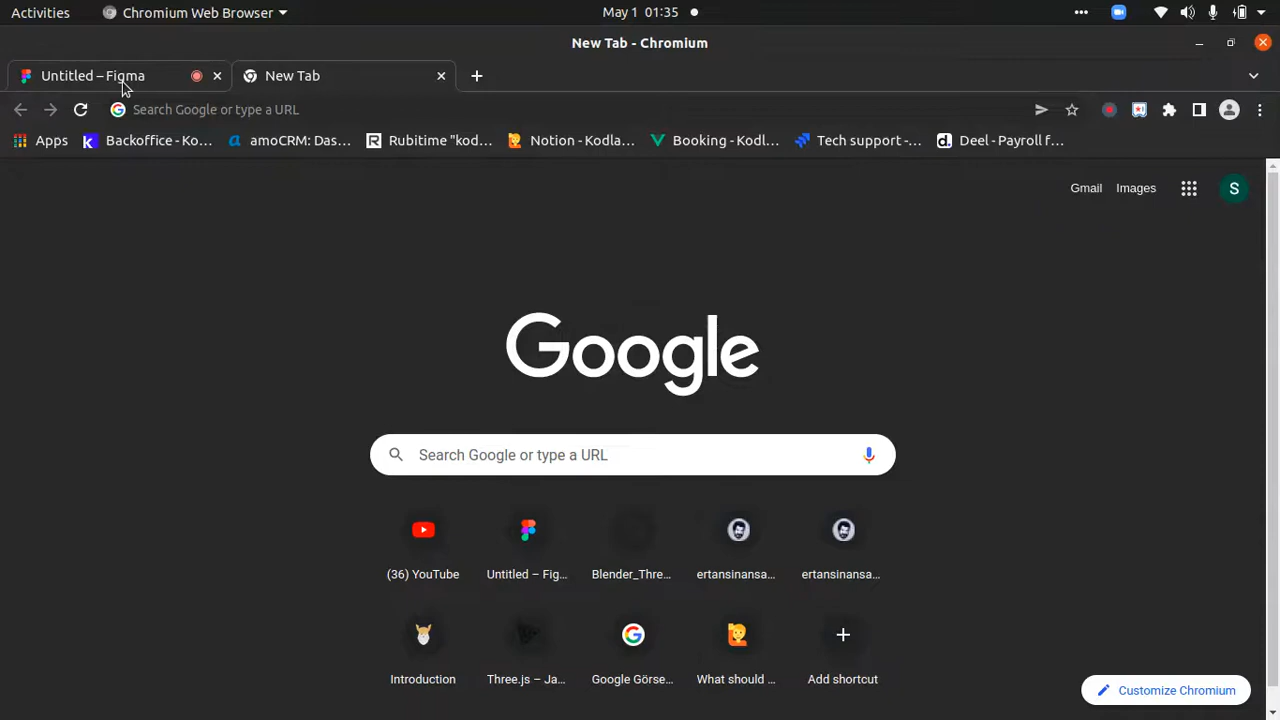 Activities Chromium Web Browser May 1 01:35
New Tab - Chromium
Untitled – Figma New Tab
Search Google or type a URL
Apps Backoffice - Ko... amoCRM: Das... Rubitime "kod... Notion - Kodla... Booking - Kodl... Tech support -... Deel - Payroll f...
Gmail Images S
Google
Search Google or type a URL
(36) YouTube Untitled – Fig... Blender_Thre... ertansinansa... ertansinansa...
Introduction Three.js – Ja... Google Görse... What should ... Add shortcut
Customize Chromium